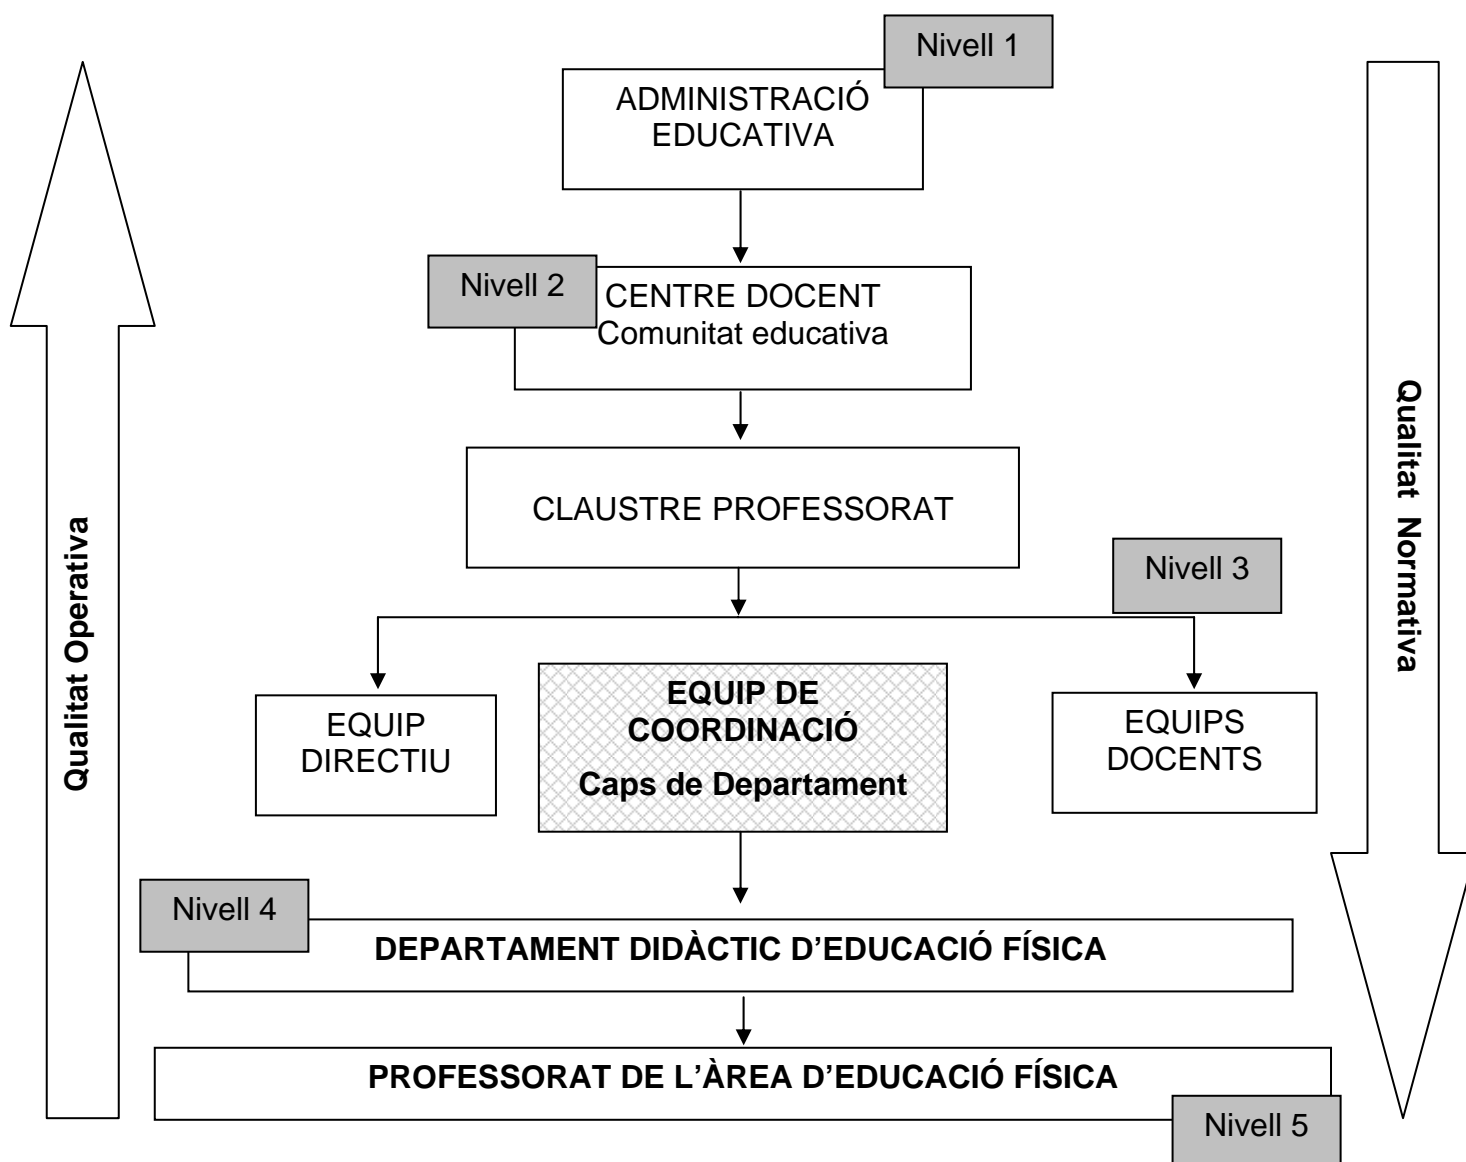 Nivell 1
ADMINISTRACIÓ
EDUCATIVA
Nivell 2
CENTRE DOCENT
Comunitat educativa
CLAUSTRE PROFESSORAT
Nivell 3
EQUIP
DIRECTIU
EQUIP DE
COORDINACIÓ
Caps de Departament
EQUIPS
DOCENTS
Nivell 4
DEPARTAMENT DIDÀCTIC D’EDUCACIÓ FÍSICA
PROFESSORAT DE L’ÀREA D’EDUCACIÓ FÍSICA
Nivell 5
Qualitat Operativa
Qualitat Normativa